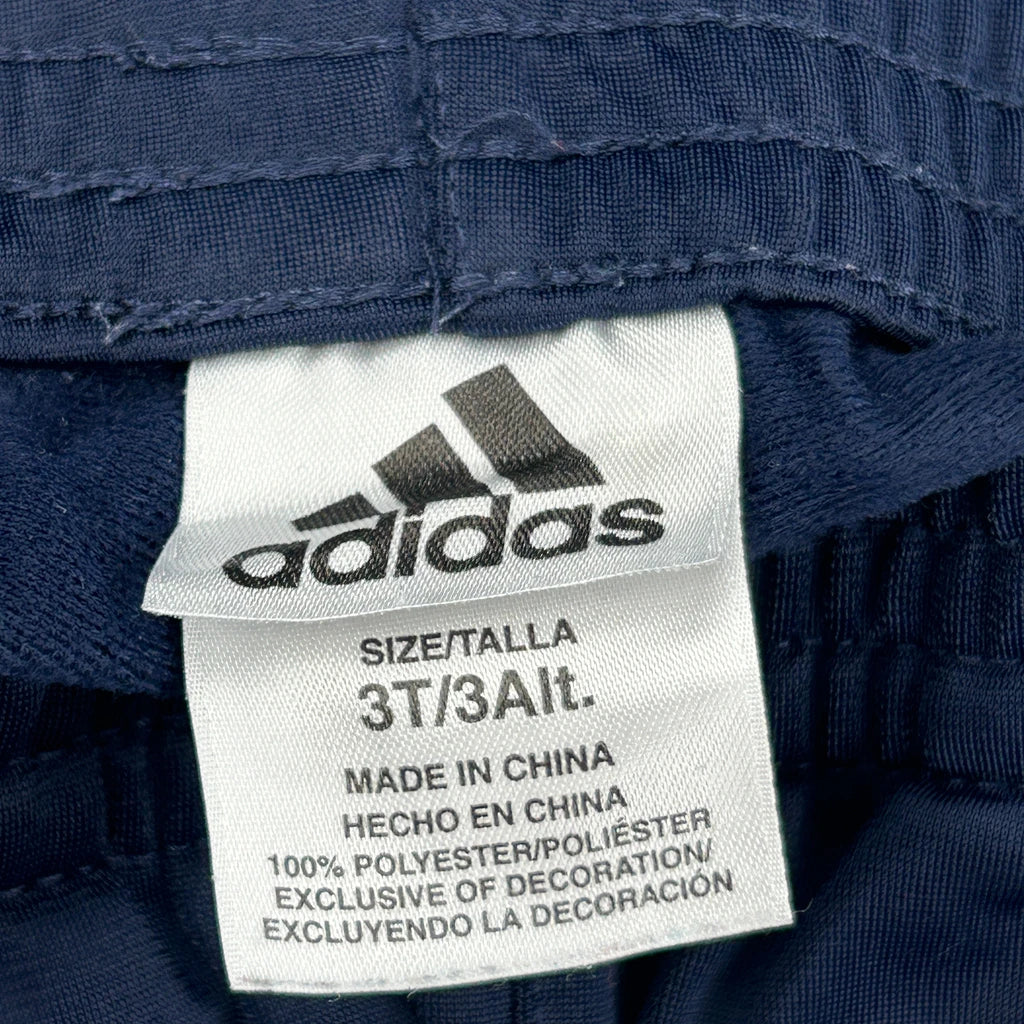 adidas
SIZE/TALLA
3T/3Alt.
MADE IN CHINA
HECHO EN CHINA
100% POLYESTER/POLIÉSTER
EXCLUSIVE OF DECORATION/
EXCLUYENDO LA DECORACIÓN